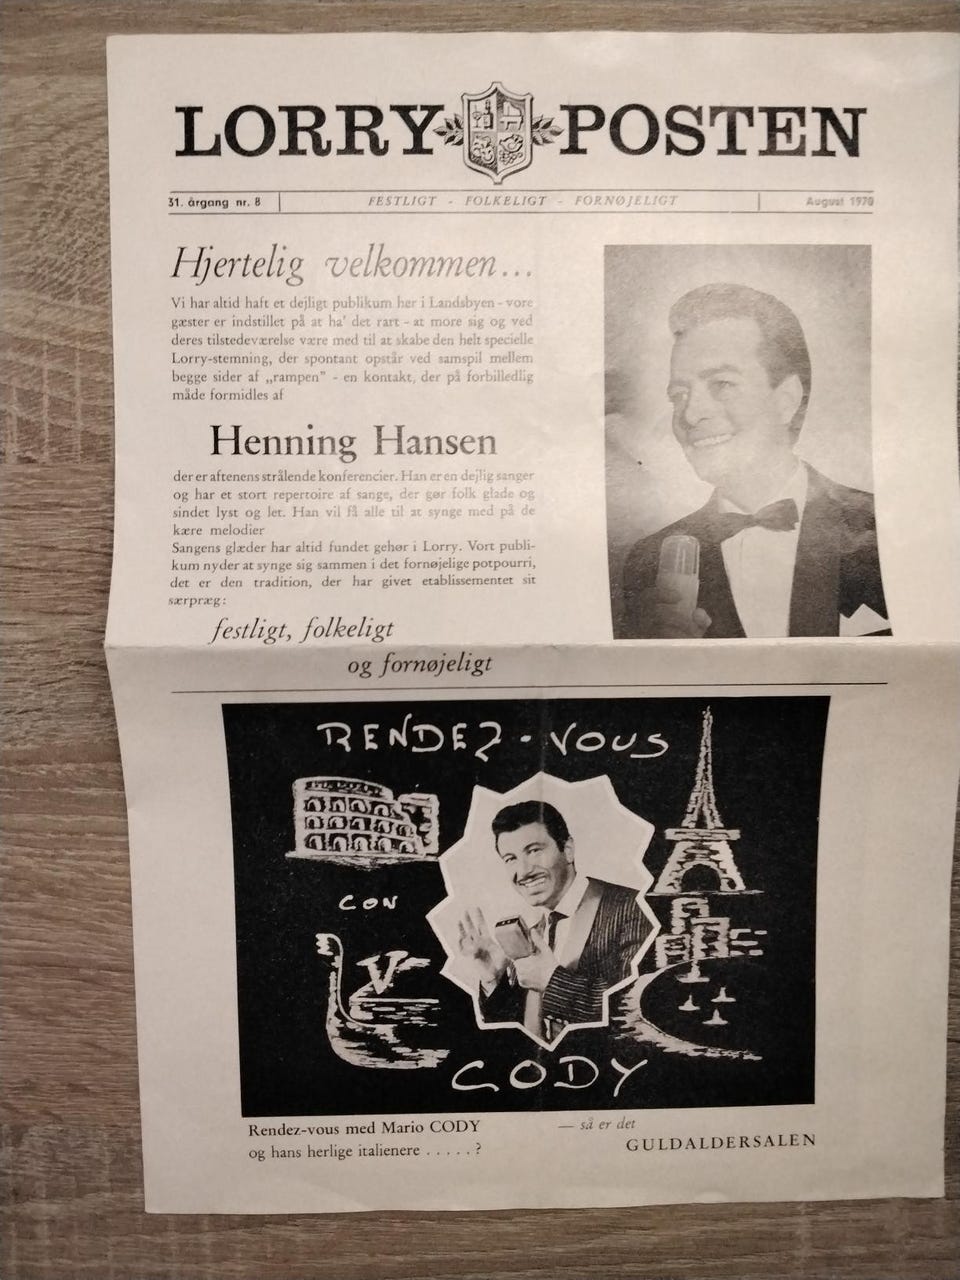 LORRY POSTEN
31. årgang nr. 8 FESTLIGT - FOLKELIGT - FORNØJELIGT August 1970
Hjertelig velkommen...
Vi har altid haft et dejligt publikum her i Landsbyen - vore
gæster er indstillet på at ha' det rart - at more sig og ved
deres tilstedeværelse være med til at skabe den helt specielle
Lorry-stemning, der spontant opstår ved samspil mellem
begge sider af „rampen” - en kontakt, der på forbilledlig
måde formidles af
Henning Hansen
der er aftenens strålende konferencier. Han er en dejlig sanger
og har et stort repertoire af sange, der gør folk glade og
sindet lyst og let. Han vil få alle til at synge med på de
kære melodier
Sangens glæder har altid fundet gehør i Lorry. Vort publi-
kum nyder at synge sig sammen i det fornøjelige potpourri,
det er den tradition, der har givet etablissementet sit
særpræg:
festligt, folkeligt
og fornøjeligt
RENDEZ-VOUS
CON
CODY
Rendez-vous med Mario CODY
og hans herlige italienere . . . . . ?
— så er det
GULDALDERSALEN